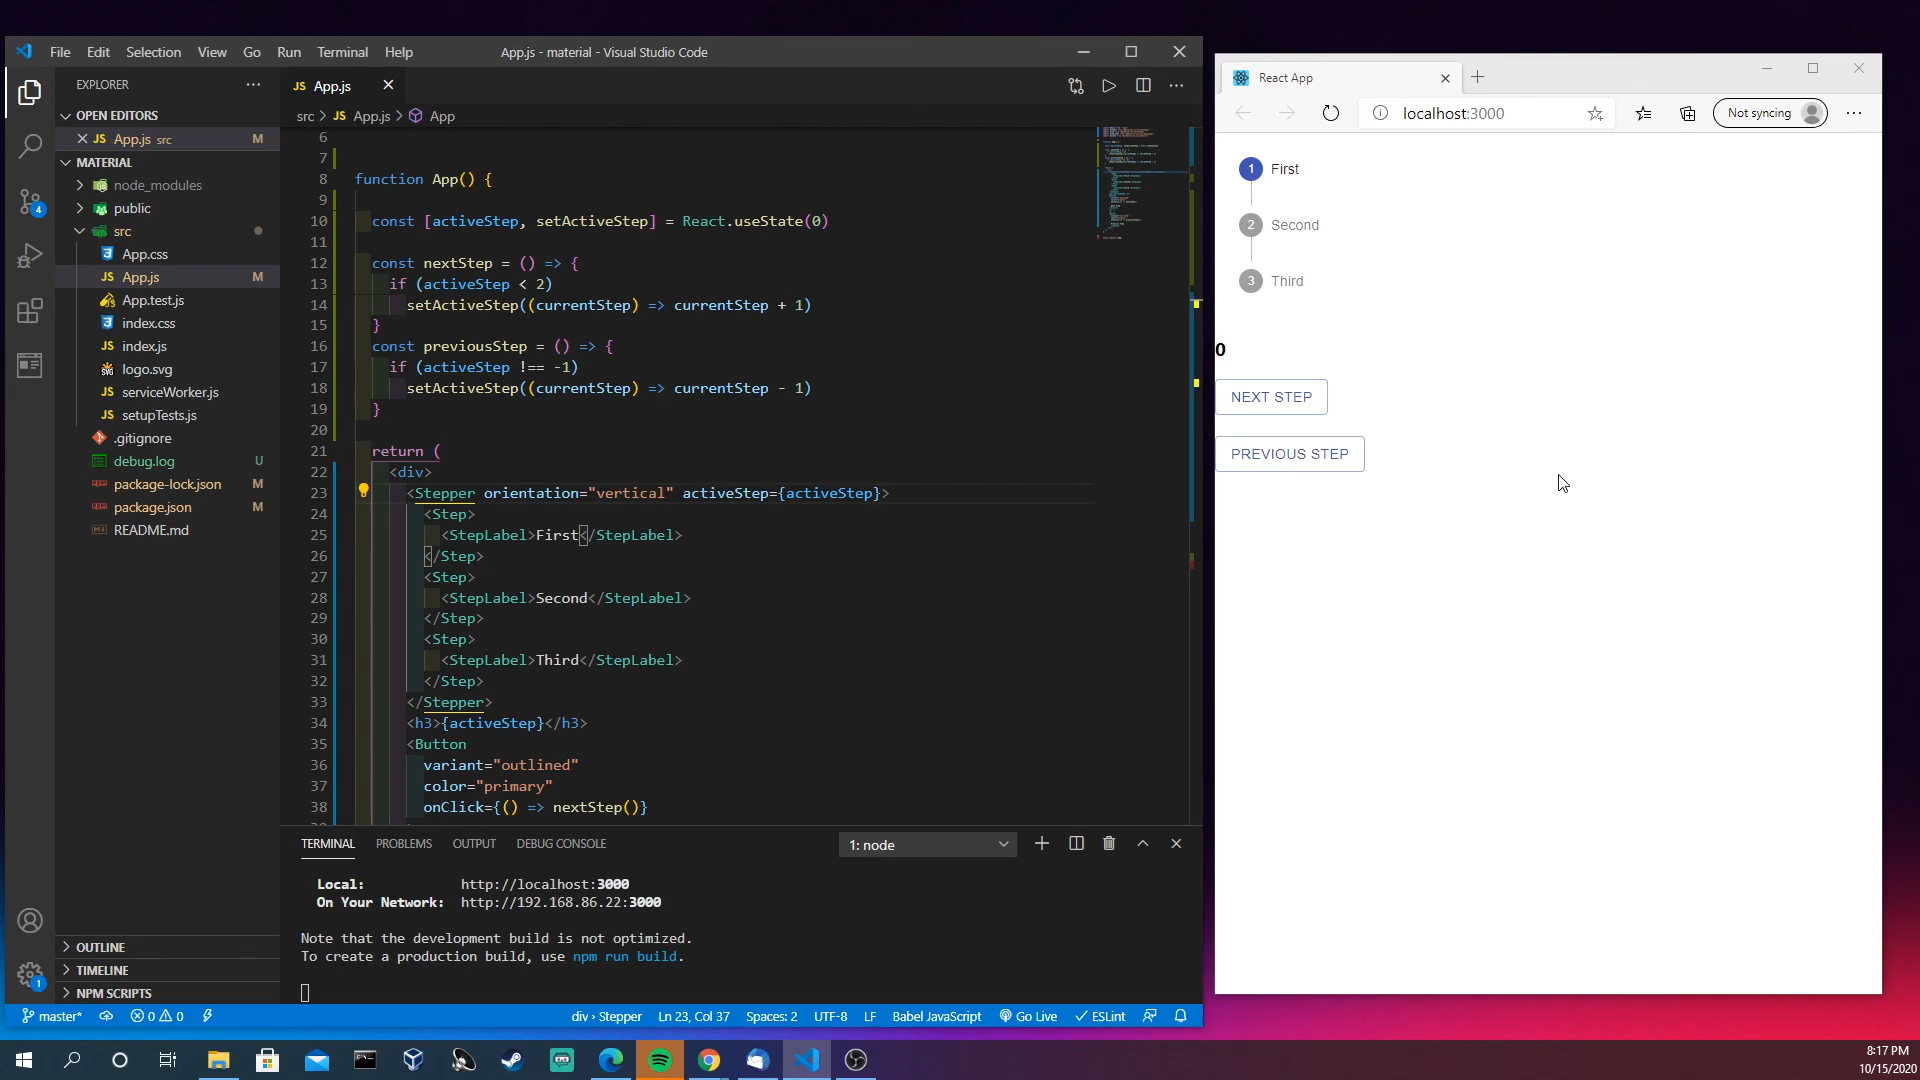 File Edit Selection View Go Run Terminal Help
App.js - material - Visual Studio Code
EXPLORER
OPEN EDITORS
JS App.js src M
MATERIAL
node_modules
public
src
App.css
JS App.js M
App.test.js
index.css
JS index.js
logo.svg
JS serviceWorker.js
JS setupTests.js
.gitignore
debug.log U
package-lock.json M
package.json M
README.md
OUTLINE
TIMELINE
NPM SCRIPTS
4
1
JS App.js
src > JS App.js > App
6
7
8 function App() {
9
10 const [activeStep, setActiveStep] = React.useState(0)
11
12 const nextStep = () => {
13 if (activeStep < 2)
14 setActiveStep((currentStep) => currentStep + 1)
15 }
16 const previousStep = () => {
17 if (activeStep !== -1)
18 setActiveStep((currentStep) => currentStep - 1)
19 }
20
21 return (
22 <div>
23 <Stepper orientation="vertical" activeStep={activeStep}>
24 <Step>
25 <StepLabel>First</StepLabel>
26 </Step>
27 <Step>
28 <StepLabel>Second</StepLabel>
29 </Step>
30 <Step>
31 <StepLabel>Third</StepLabel>
32 </Step>
33 </Stepper>
34 <h3>{activeStep}</h3>
35 <Button
36 variant="outlined"
37 color="primary"
38 onClick={() => nextStep()}
TERMINAL PROBLEMS OUTPUT DEBUG CONSOLE
1: node
Local: http://localhost:3000
On Your Network: http://192.168.86.22:3000
Note that the development build is not optimized.
To create a production build, use npm run build.
master* 0 0
div › Stepper Ln 23, Col 37 Spaces: 2 UTF-8 LF Babel JavaScript Go Live ESLint
React App
localhost:3000
Not syncing
1 First
2 Second
3 Third
0
NEXT STEP
PREVIOUS STEP
8:17 PM
10/15/2020